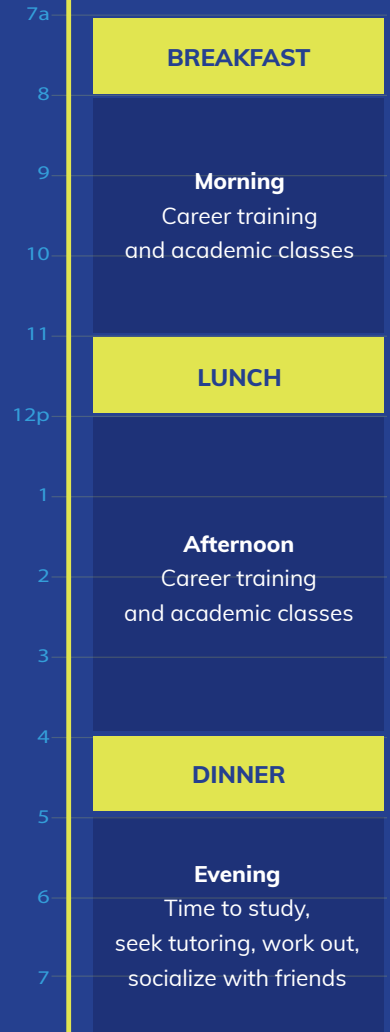 7a
BREAKFAST
8
9
Morning
Career training
10
and academic classes
11
LUNCH
12p
1
Afternoon
2
Career training
and academic classes
3
4
DINNER
5
Evening
6
Time to study,
seek tutoring, work out,
7
socialize with friends